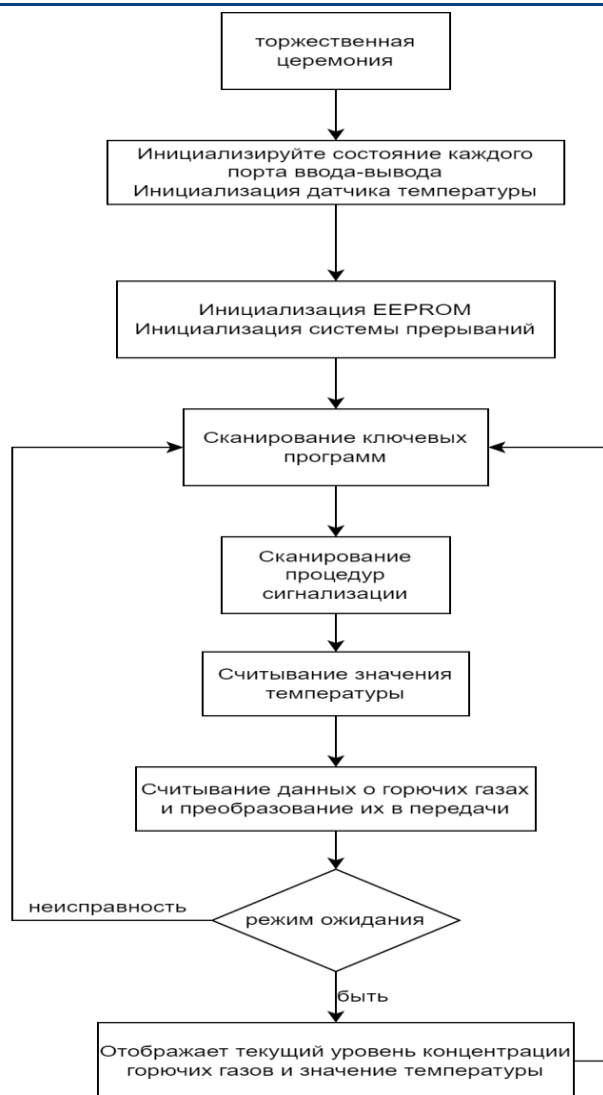 торжественная
церемония
Инициализируйте состояние каждого
порта ввода-вывода
Инициализация датчика температуры
Инициализация EEPROM
Инициализация системы прерываний
Сканирование ключевых
программ
Сканирование
процедур
сигнализации
Считывание значения
температуры
Считывание данных о горючих газах
и преобразование их в передачи
неисправность
режим ожидания
быть
Отображает текущий уровень концентрации
горючих газов и значение температуры